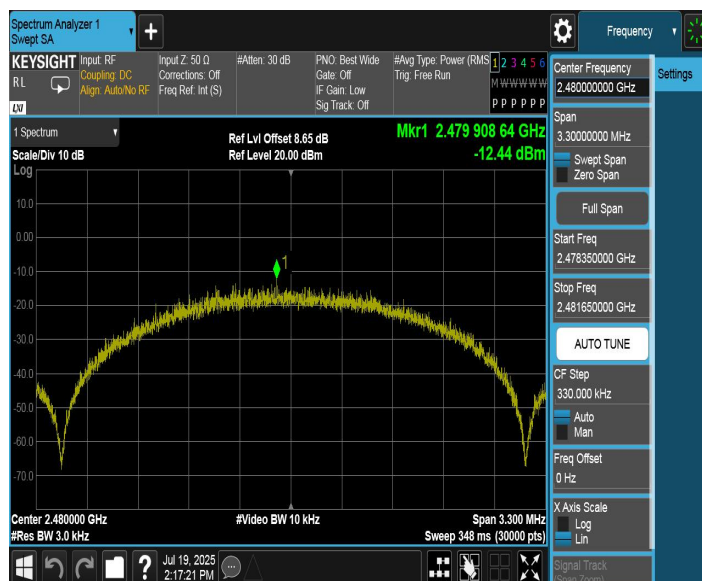 Spectrum Analyzer 1
Swept SA
+
Frequency
KEYSIGHT
RL
LXI
Input: RF
Coupling: DC
Align: Auto/No RF
Input Z: 50 Ω
Corrections: Off
Freq Ref: Int (S)
#Atten: 30 dB
PNO: Best Wide
Gate: Off
IF Gain: Low
Sig Track: Off
#Avg Type: Power (RMS
Trig: Free Run
1 2 3 4 5 6
M W W W W W
P P P P P P
1 Spectrum
Scale/Div 10 dB
Ref Lvl Offset 8.65 dB
Ref Level 20.00 dBm
Mkr1 2.479 908 64 GHz
-12.44 dBm
Log
10.0
0.00
-10.0
-20.0
-30.0
-40.0
-50.0
-60.0
-70.0
1
Center 2.480000 GHz
#Res BW 3.0 kHz
#Video BW 10 kHz
Span 3.300 MHz
Sweep 348 ms (30000 pts)
Center Frequency
2.480000000 GHz
Span
3.30000000 MHz
Swept Span
Zero Span
Full Span
Start Freq
2.478350000 GHz
Stop Freq
2.481650000 GHz
AUTO TUNE
CF Step
330.000 kHz
Auto
Man
Freq Offset
0 Hz
X Axis Scale
Log
Lin
Signal Track
(Span Zoom)
Settings
?
Jul 19, 2025
2:17:21 PM